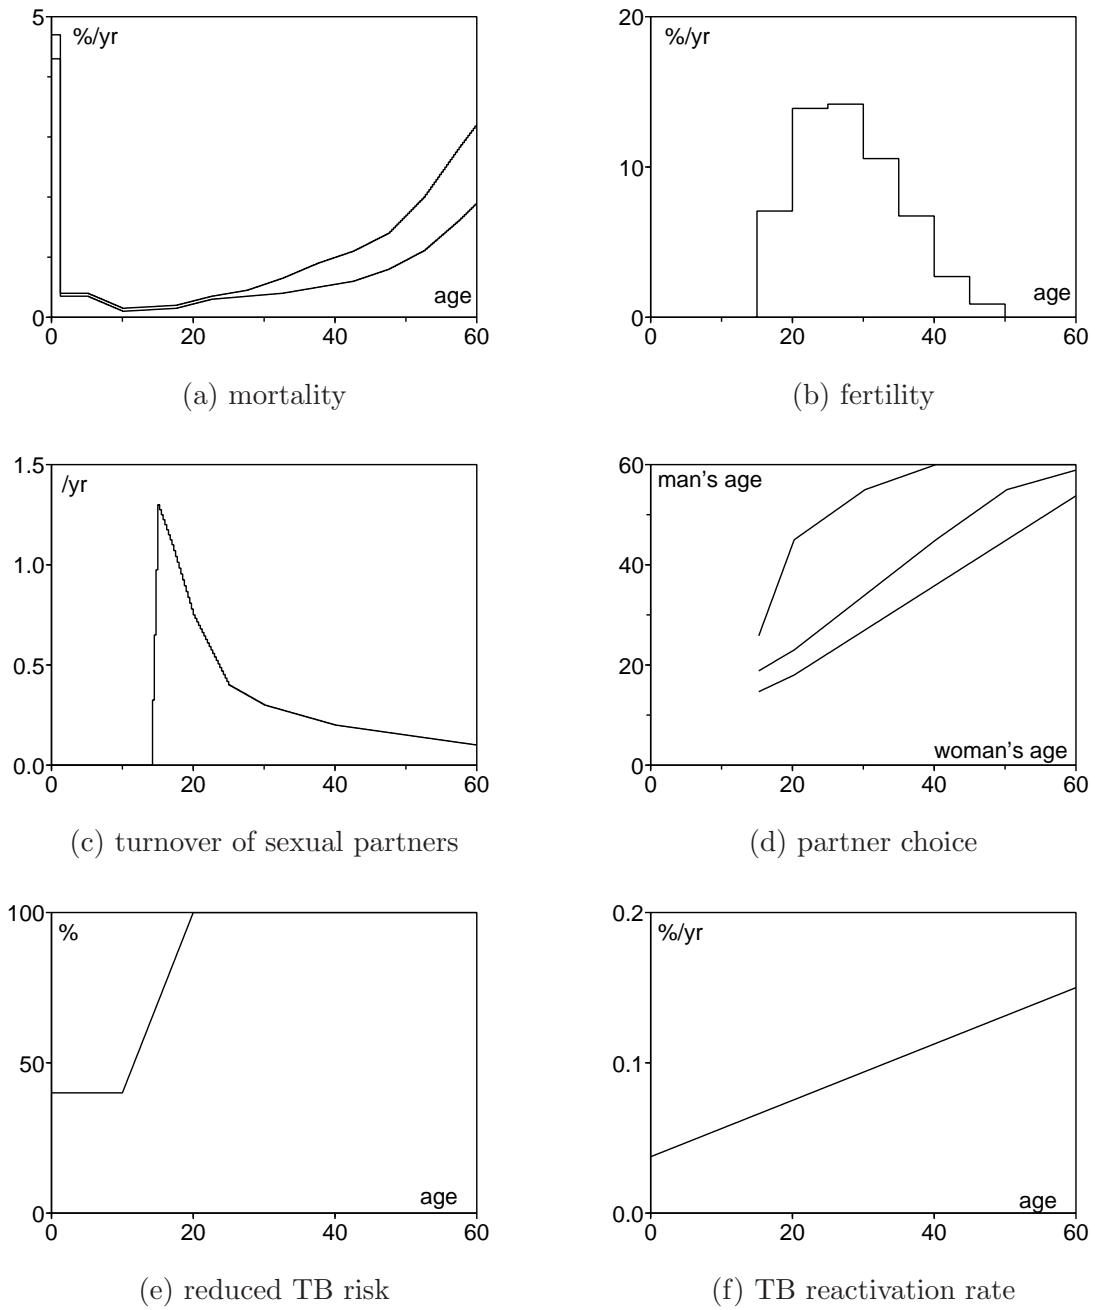 5
%/yr
age
0
0 20 40 60
(a) mortality
20
%/yr
10
age
0
0 20 40 60
(b) fertility
1.5
/yr
1.0
0.5
0.0
0 20 40 60
(c) turnover of sexual partners
60
man's age
40
20
woman's age
0
0 20 40 60
(d) partner choice
100
%
50
age
0
0 20 40 60
(e) reduced TB risk
0.2
%/yr
0.1
age
0.0
0 20 40 60
(f) TB reactivation rate